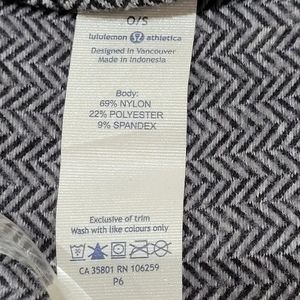 O/S
lululemon athletica
Designed in Vancouver
Made in Indonesia
Body:
69% NYLON
22% POLYESTER
9% SPANDEX
Exclusive of trim
Wash with like colours only
CA 35801 RN 106259
P6